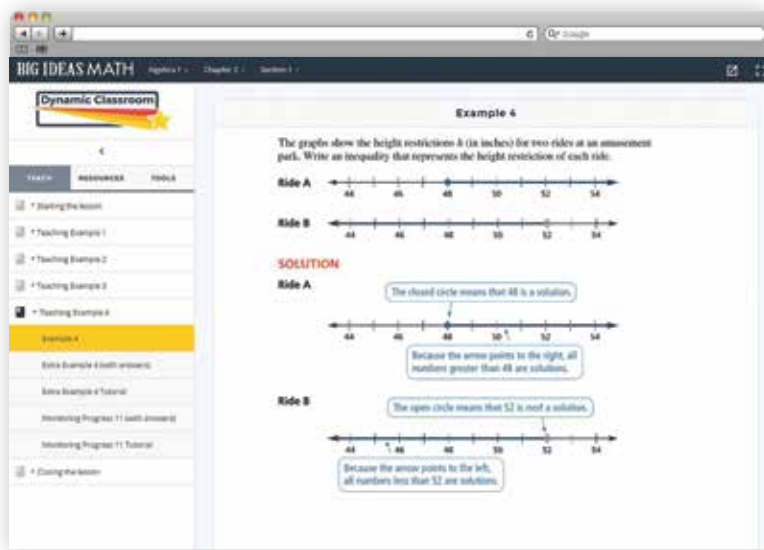 Google
BIG IDEAS MATH
Algebra 1
Chapter 2
Section 1
Dynamic Classroom
TEACH
RESOURCES
TOOLS
Starting the lesson
Teaching Example 1
Teaching Example 2
Teaching Example 3
Teaching Example 4
Example 4
Extra Example 4 (with answers)
Extra Example 4 Tutorial
Monitoring Progress 11 (with answers)
Monitoring Progress 11 Tutorial
Closing the lesson
Example 4
The graphs show the height restrictions h (in inches) for two rides at an amusement
park. Write an inequality that represents the height restriction of each ride.
Ride A
44 46 48 50 52 54
Ride B
44 46 48 50 52 54
SOLUTION
Ride A
The closed circle means that 48 is a solution.
44 46 48 50 52 54
Because the arrow points to the right, all
numbers greater than 48 are solutions.
Ride B
The open circle means that 52 is not a solution.
44 46 48 50 52 54
Because the arrow points to the left,
all numbers less than 52 are solutions.